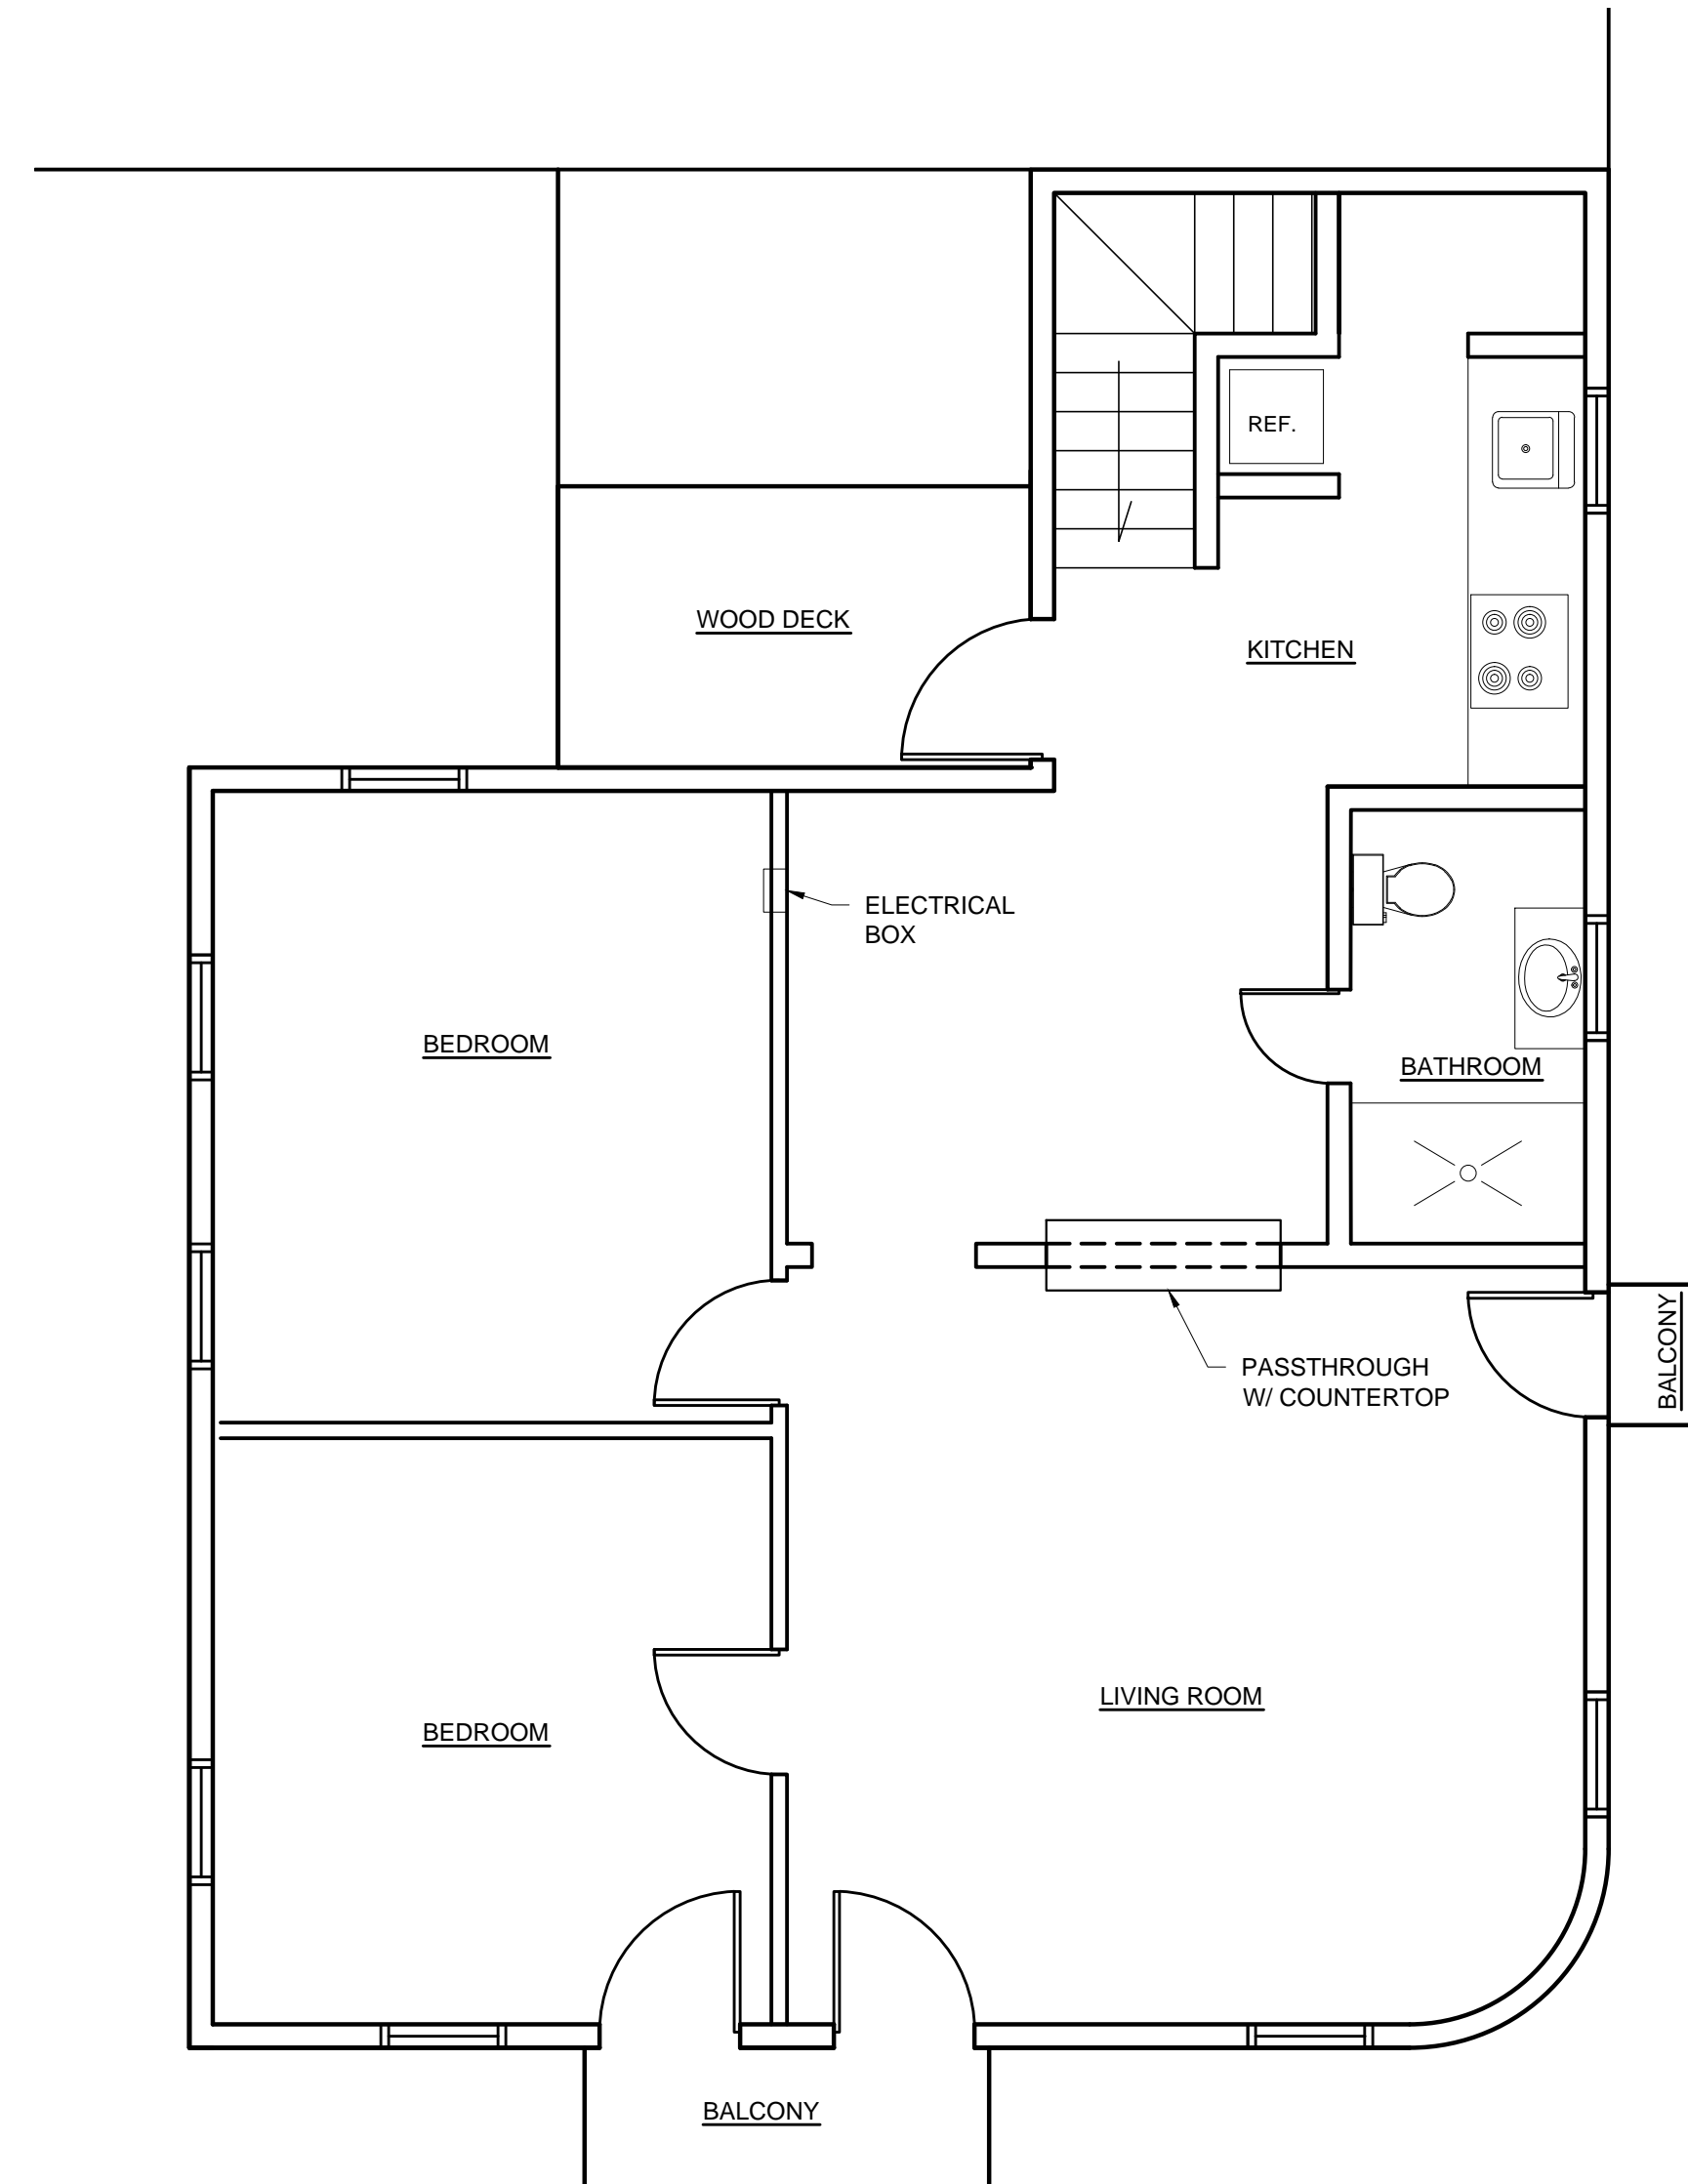 REF.
WOOD DECK
KITCHEN
ELECTRICAL
BOX
BEDROOM
BATHROOM
BALCONY
PASSTHROUGH
W/ COUNTERTOP
LIVING ROOM
BEDROOM
BALCONY